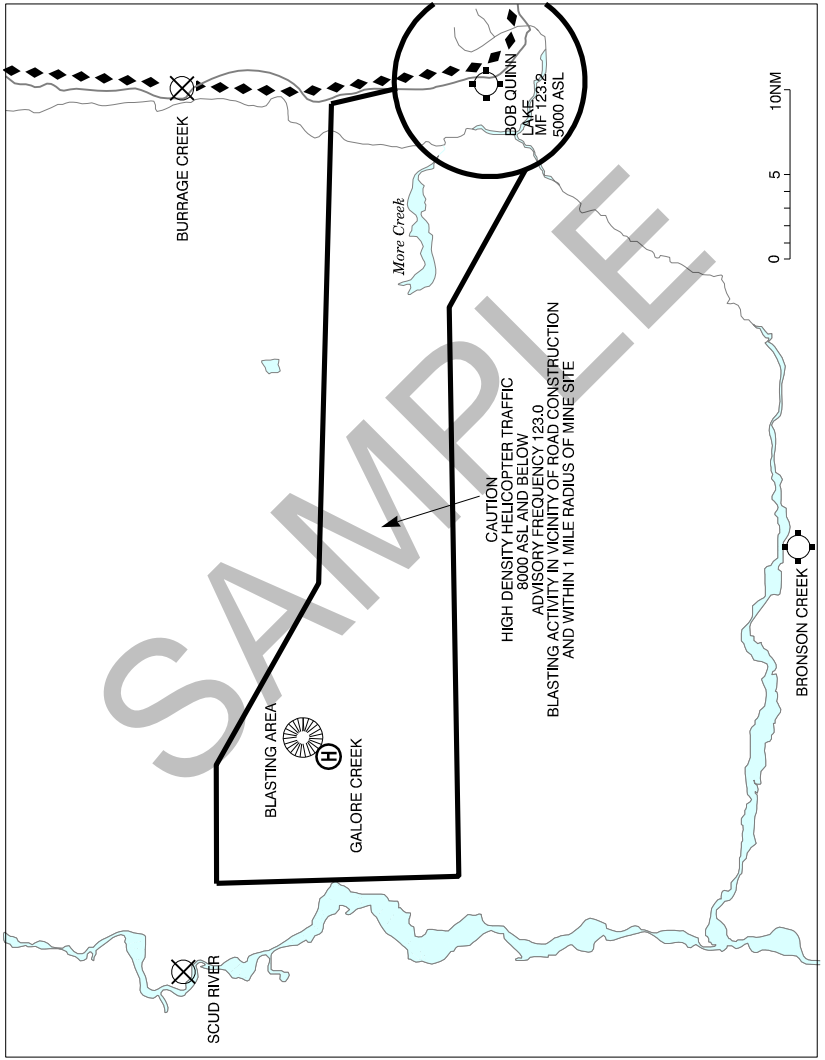 BURRAGE CREEK
BOB QUINN
LAKE
MF 123.2
5000 ASL
10NM
5
0
More Creek
SAMPLE
CAUTION
HIGH DENSITY HELICOPTER TRAFFIC
8000 ASL AND BELOW
ADVISORY FREQUENCY 123.0
BLASTING ACTIVITY IN VICINITY OF ROAD CONSTRUCTION
AND WITHIN 1 MILE RADIUS OF MINE SITE
BLASTING AREA
H
GALORE CREEK
BRONSON CREEK
SCUD RIVER